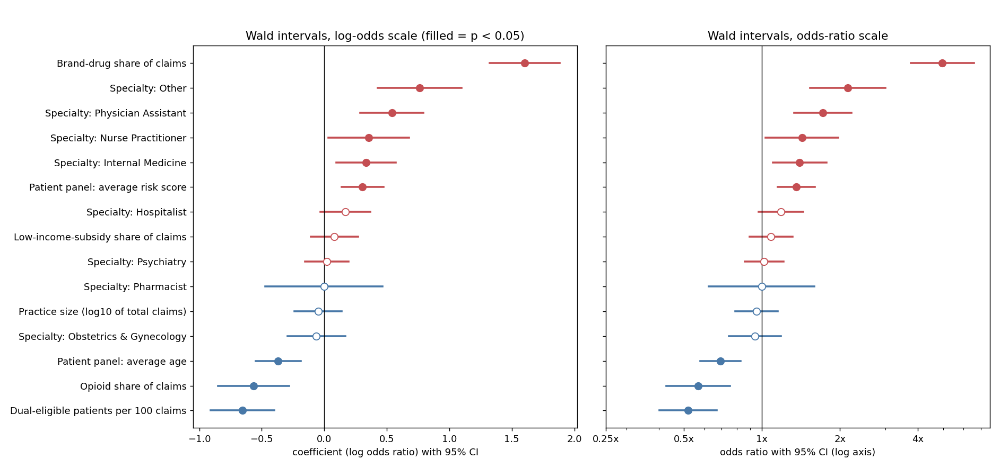 Wald intervals, log-odds scale (filled = p < 0.05)
Brand-drug share of claims
Specialty: Other
Specialty: Physician Assistant
Specialty: Nurse Practitioner
Specialty: Internal Medicine
Patient panel: average risk score
Specialty: Hospitalist
Low-income-subsidy share of claims
Specialty: Psychiatry
Specialty: Pharmacist
Practice size (log10 of total claims)
Specialty: Obstetrics & Gynecology
Patient panel: average age
Opioid share of claims
Dual-eligible patients per 100 claims
−1.0 −0.5 0.0 0.5 1.0 1.5 2.0
coefficient (log odds ratio) with 95% CI
Wald intervals, odds-ratio scale
0.25x 0.5x 1x 2x 4x
odds ratio with 95% CI (log axis)